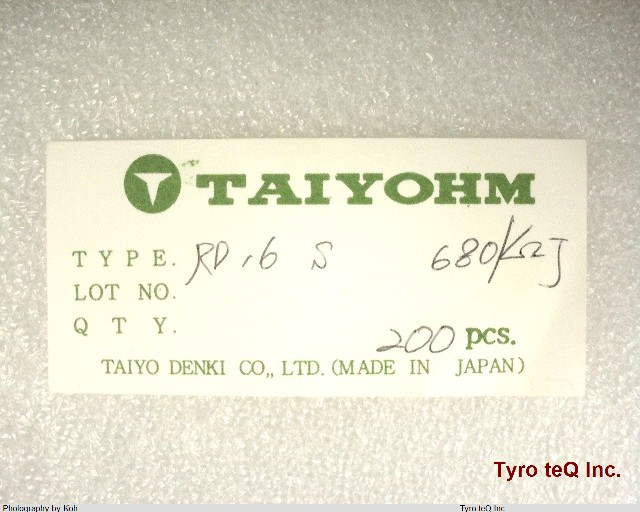 TAIYOHM
TYPE. RD.6 S 680KΩJ
LOT NO.
QTY. 200 pcs.
TAIYO DENKI CO,, LTD. (MADE IN JAPAN)
Tyro teQ Inc.
Photography by Koh Tyro teQ Inc